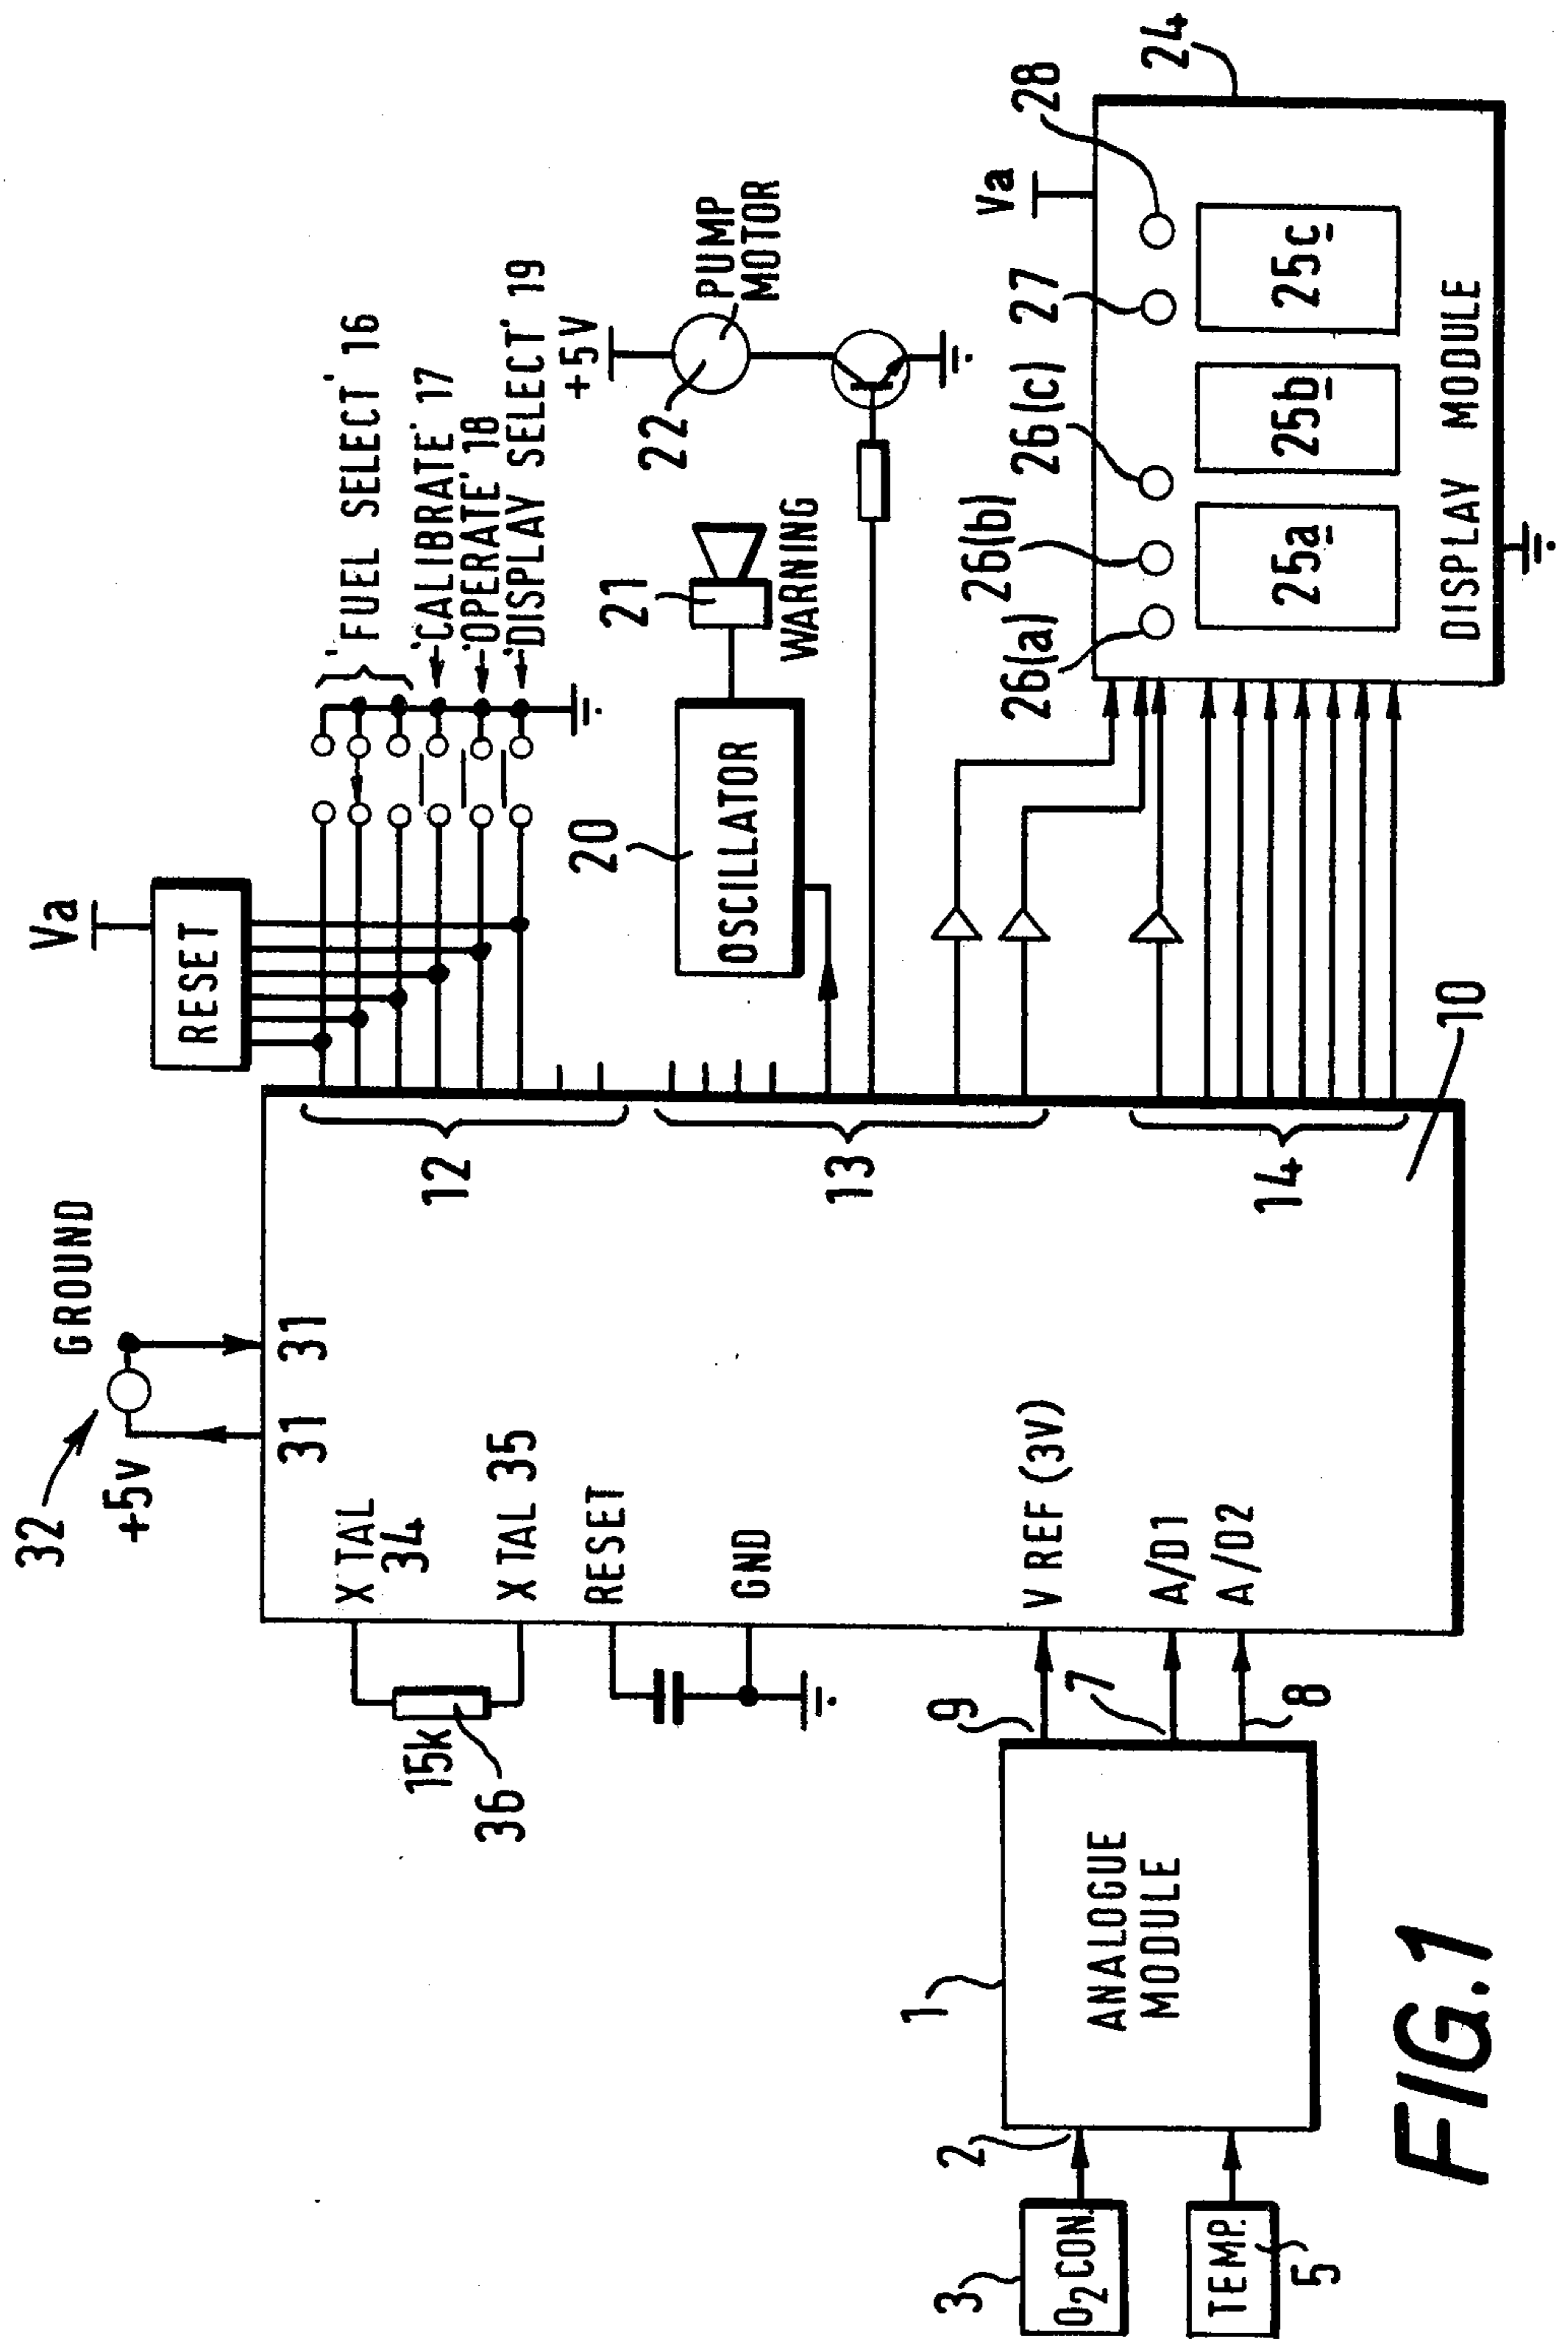 32
+5v
GROUND
31
31
X TAL
34
X TAL 35
RESET
GND
V REF (3V)
A/D1
A/D2
15k
36
12
13
14
10
Va
RESET
'FUEL SELECT' 16
'CALIBRATE' 17
'OPERATE' 18
'DISPLAY SELECT' 19
20
OSCILLATOR
21
WARNING
+5V
22
PUMP
MOTOR
26(a)
26(b)
26(c)
27
28
Va
24
25a
25b
25c
DISPLAY MODULE
9
7
8
1
ANALOGUE
MODULE
2
3
O2 CON.
TEMP.
5
FIG.1